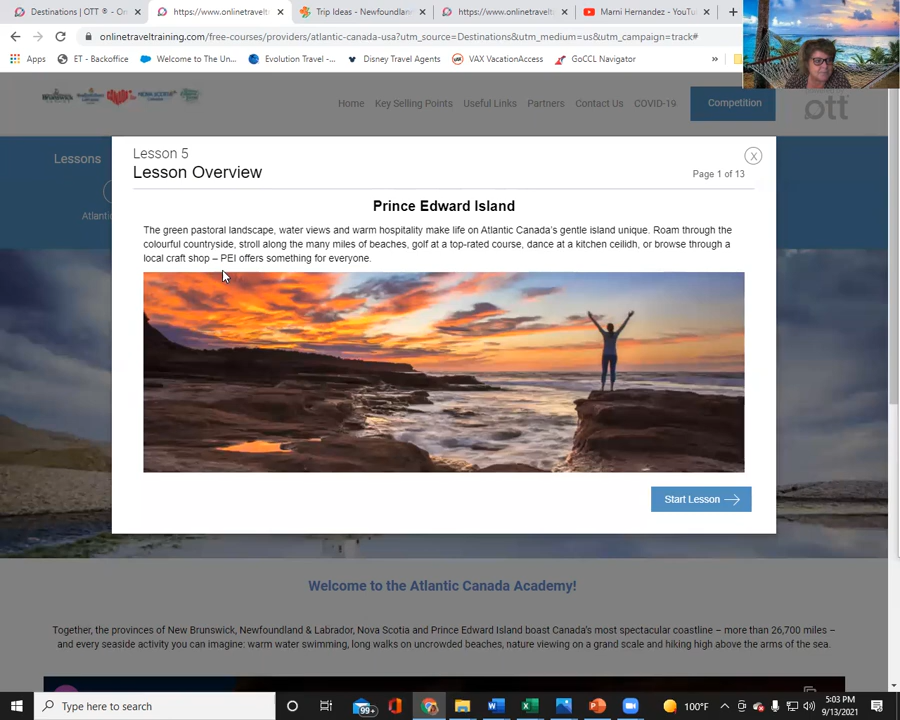 Destinations | OTT ® - On
https://www.onlinetravelt
Trip Ideas - Newfoundlan
https://www.onlinetravelt
Marni Hernandez - YouTu
onlinetraveltraining.com/free-courses/providers/atlantic-canada-usa?utm_source=Destinations&utm_medium=us&utm_campaign=track#
Apps
ET - Backoffice
Welcome to The Un...
Evolution Travel -...
Disney Travel Agents
VAX VacationAccess
GoCCL Navigator
»
Home Key Selling Points Useful Links Partners Contact Us COVID-19 Competition
ott
Lessons
Atlantic
Lesson 5
Lesson Overview
Page 1 of 13
Prince Edward Island
The green pastoral landscape, water views and warm hospitality make life on Atlantic Canada's gentle island unique. Roam through the
colourful countryside, stroll along the many miles of beaches, golf at a top-rated course, dance at a kitchen ceilidh, or browse through a
local craft shop – PEI offers something for everyone.
Start Lesson
Welcome to the Atlantic Canada Academy!
Together, the provinces of New Brunswick, Newfoundland & Labrador, Nova Scotia and Prince Edward Island boast Canada's most spectacular coastline – more than 26,700 miles –
and every seaside activity you can imagine: warm water swimming, long walks on uncrowded beaches, nature viewing on a grand scale and hiking high above the arms of the sea.
Type here to search
99+
100°F
5:03 PM
9/13/2021